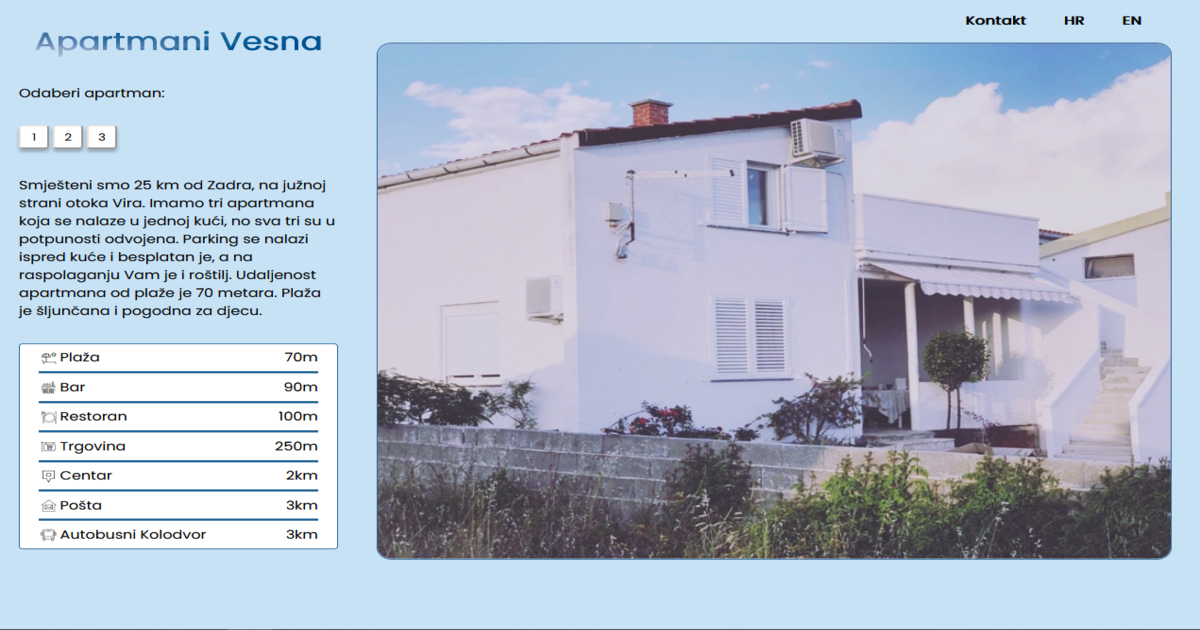 Kontakt HR EN
Apartmani Vesna
Odaberi apartman:
1 2 3
Smješteni smo 25 km od Zadra, na južnoj
strani otoka Vira. Imamo tri apartmana
koja se nalaze u jednoj kući, no sva tri su u
potpunosti odvojena. Parking se nalazi
ispred kuće i besplatan je, a na
raspolaganju Vam je i roštilj. Udaljenost
apartmana od plaže je 70 metara. Plaža
je šljunčana i pogodna za djecu.
Plaža 70m
Bar 90m
Restoran 100m
Trgovina 250m
Centar 2km
Pošta 3km
Autobusni Kolodvor 3km